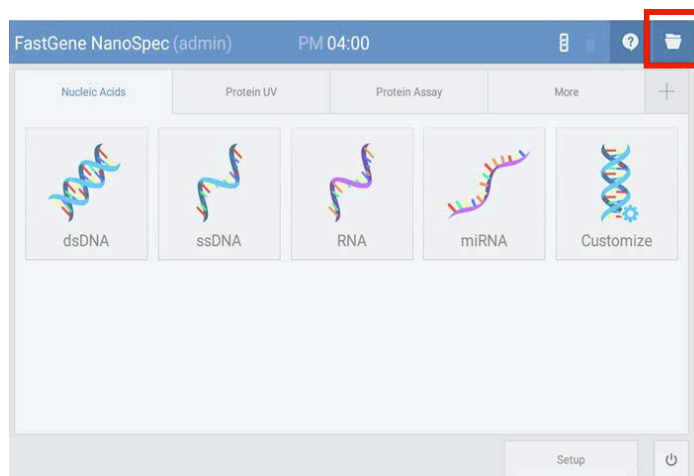 FastGene NanoSpec (admin) PM 04:00
Nucleic Acids Protein UV Protein Assay More
dsDNA ssDNA RNA miRNA Customize
Setup